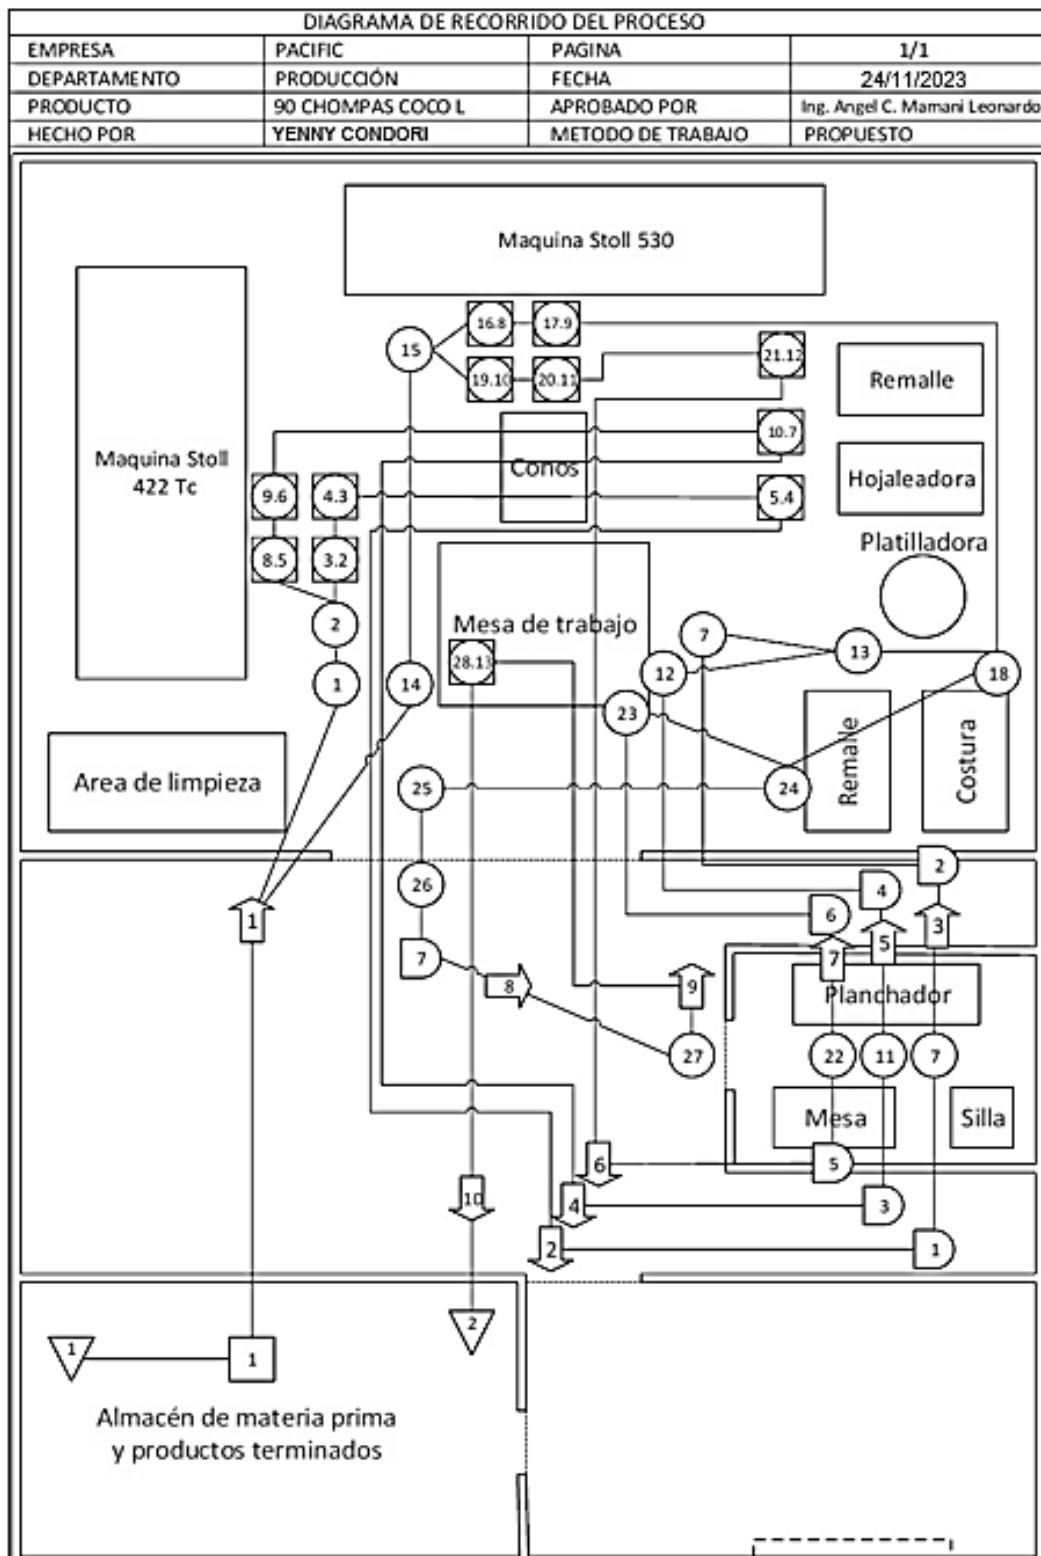 DIAGRAMA DE RECORRIDO DEL PROCESO
EMPRESA PACIFIC PAGINA 1/1
DEPARTAMENTO PRODUCCIÓN FECHA 24/11/2023
PRODUCTO 90 CHOMPAS COCO L APROBADO POR Ing. Angel C. Mamani Leonardo
HECHO POR YENNY CONDORI METODO DE TRABAJO PROPUESTO
Maquina Stoll 530
16.8 17.9
15
21.12
19.10 20.11
Remalle
10.7
Conos
Maquina Stoll
422 Tc
Hojaleadora
9.6 4.3 5.4
Platilladora
8.5 3.2
2
Mesa de trabajo
7
13
28.13
12
18
1 14
23
Remalle
Costura
Area de limpieza
25
24
2
26
4
1
6
3
5
7
7
8
9
Planchador
27
22 11 7
Mesa
Silla
5
6
10
4
3
2
1
1
2
1
Almacén de materia prima
y productos terminados